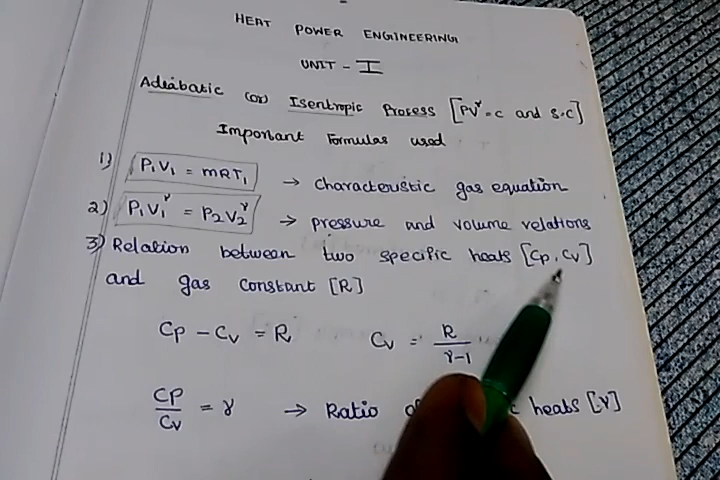 HEAT POWER ENGINEERING
UNIT - I
Adiabatic (or) Isentropic Process [PV^γ=C and S=C]
Important Formulas used
1) P₁V₁ = mRT₁ → characteristic gas equation
2) P₁V₁^γ = P₂V₂^γ → pressure and volume relations
3) Relation between two specific heats [Cp, Cv]
and gas constant [R]
Cp - Cv = R Cv = R/γ-1
Cp/Cv = γ → Ratio heats [γ]